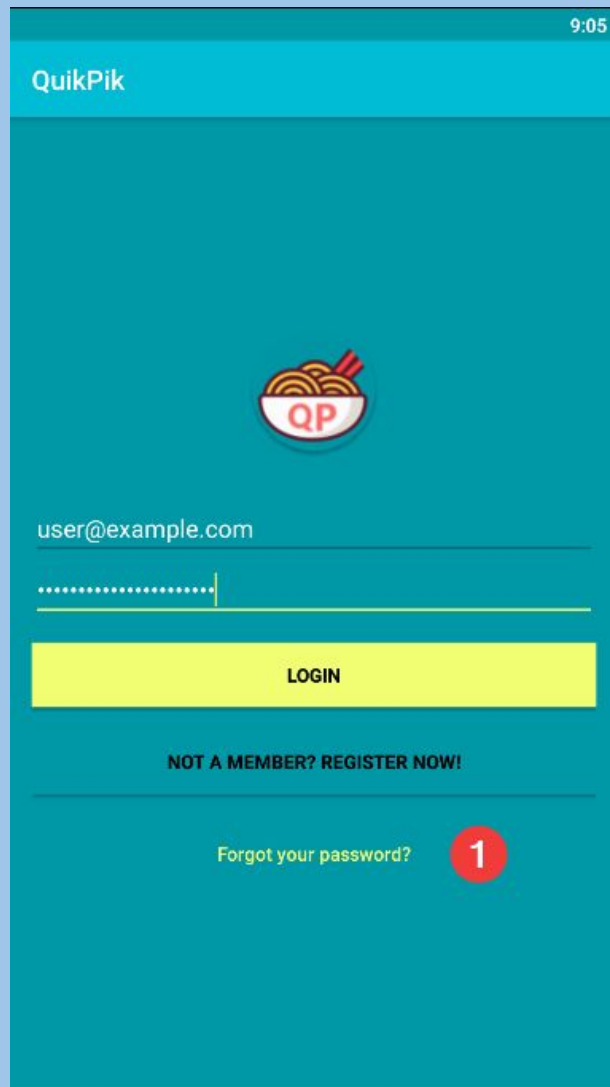 9:05
QuikPik
QP
user@example.com
••••••••••••••••••••••
LOGIN
NOT A MEMBER? REGISTER NOW!
Forgot your password?
1